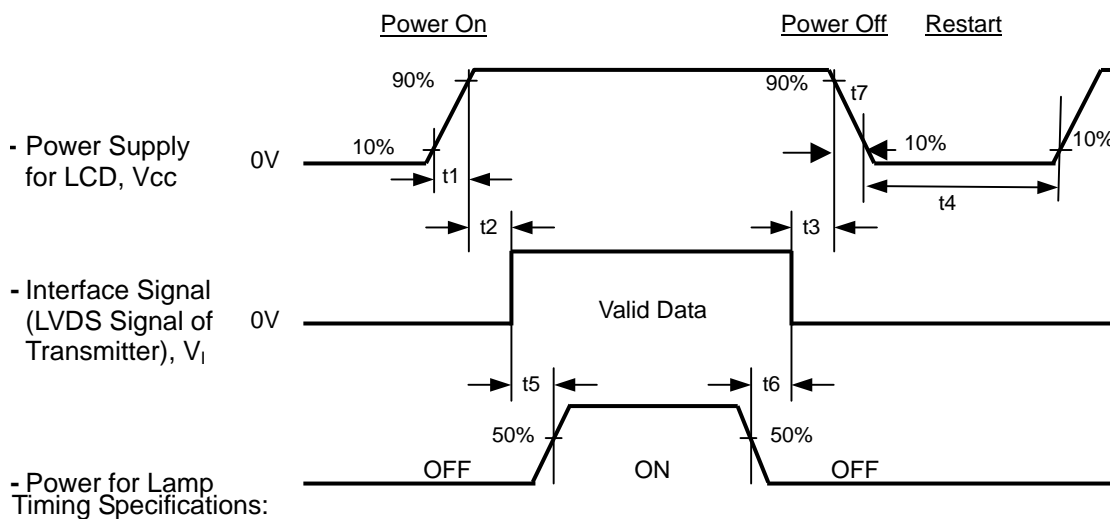 Power On
Power Off
Restart
90%
90%
t7
- Power Supply
for LCD, Vcc
0V
10%
t1
10%
10%
t4
t2
t3
- Interface Signal
(LVDS Signal of
Transmitter), VI
0V
Valid Data
t5
t6
50%
50%
- Power for Lamp
OFF
ON
OFF
Timing Specifications: